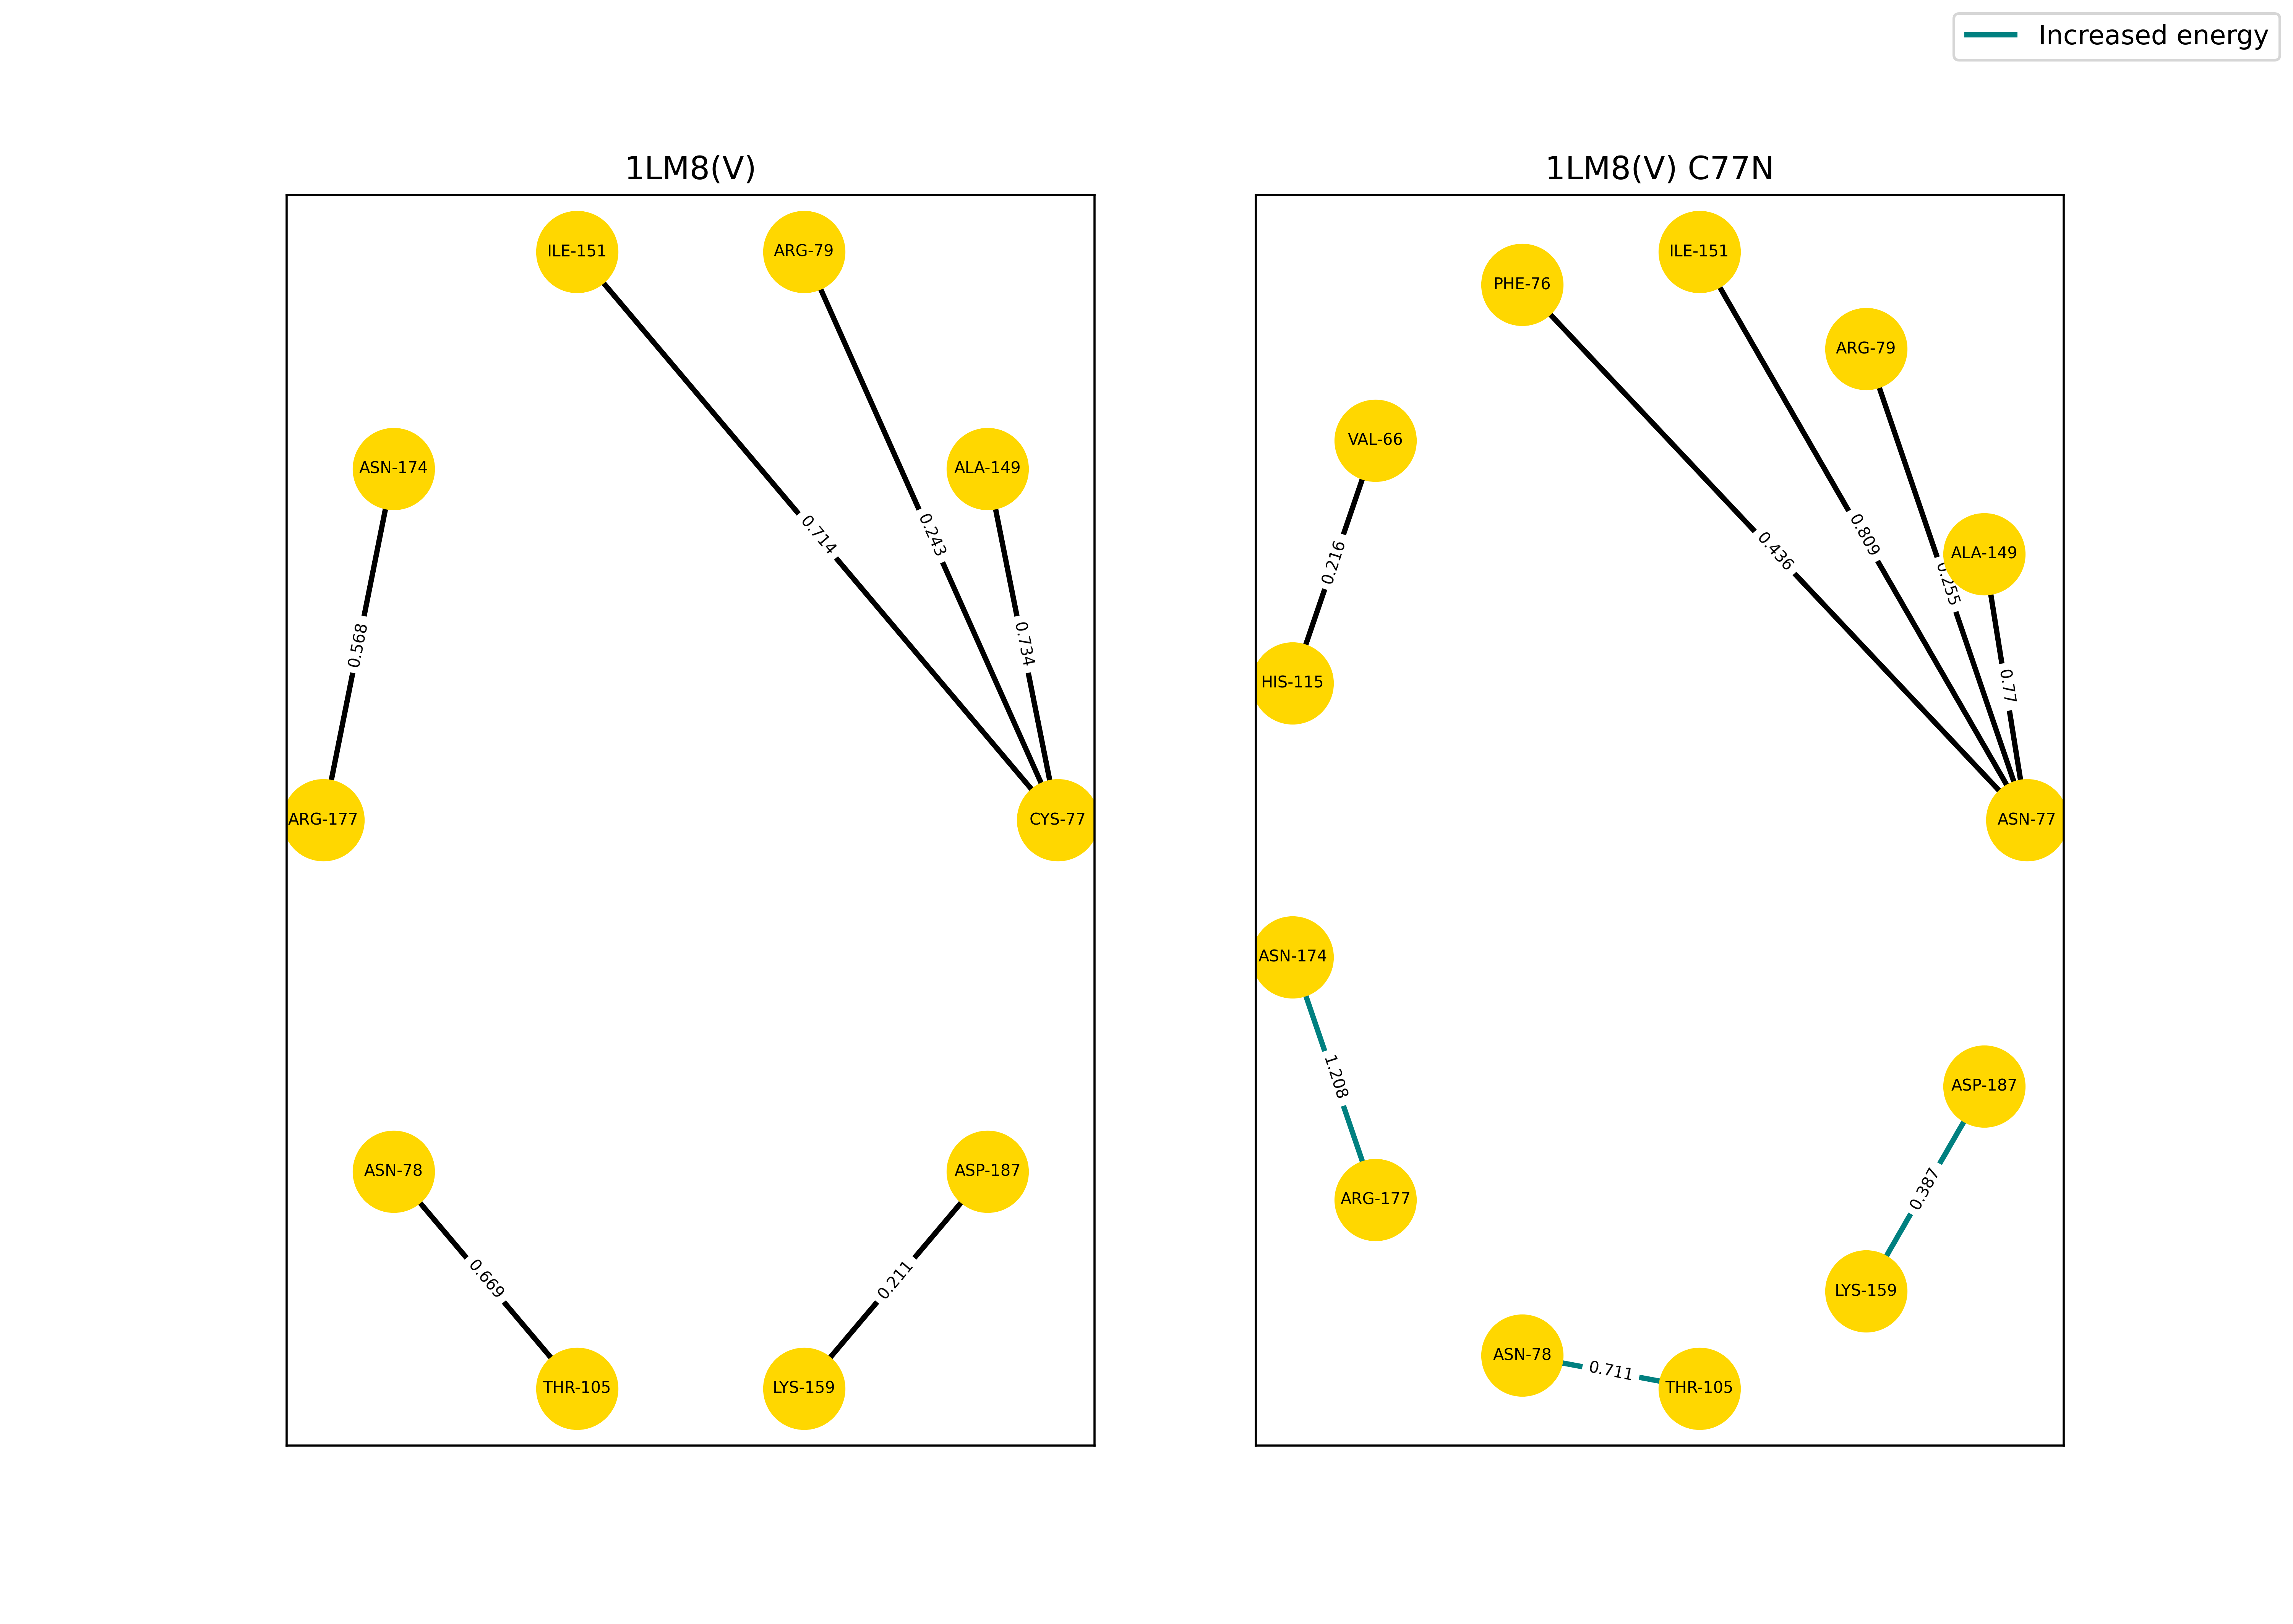 Increased energy
1LM8(V)
ILE-151
ARG-79
ASN-174
ALA-149
0.714
0.243
0.568
0.734
ARG-177
CYS-77
ASN-78
ASP-187
0.669
0.211
THR-105
LYS-159
1LM8(V) C77N
ILE-151
PHE-76
ARG-79
VAL-66
0.809
0.436
ALA-149
0.216
0.255
HIS-115
0.77
ASN-77
ASN-174
1.208
ASP-187
ARG-177
0.387
LYS-159
ASN-78
0.711
THR-105